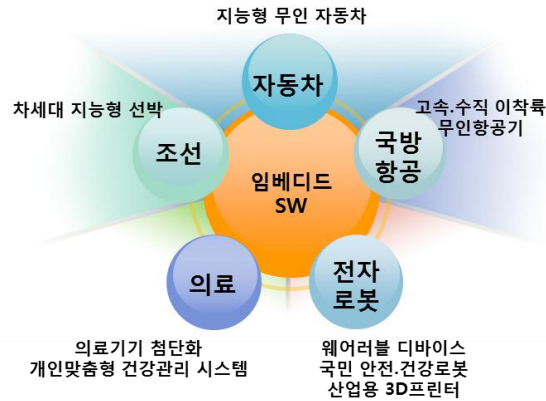 지능형 무인 자동차
자동차
차세대 지능형 선박
고속.수직 이착륙
무인항공기
조선
국방
항공
임베디드
SW
의료
전자
로봇
의료기기 첨단화
개인맞춤형 건강관리 시스템
웨어러블 디바이스
국민 안전.건강로봇
산업용 3D프린터